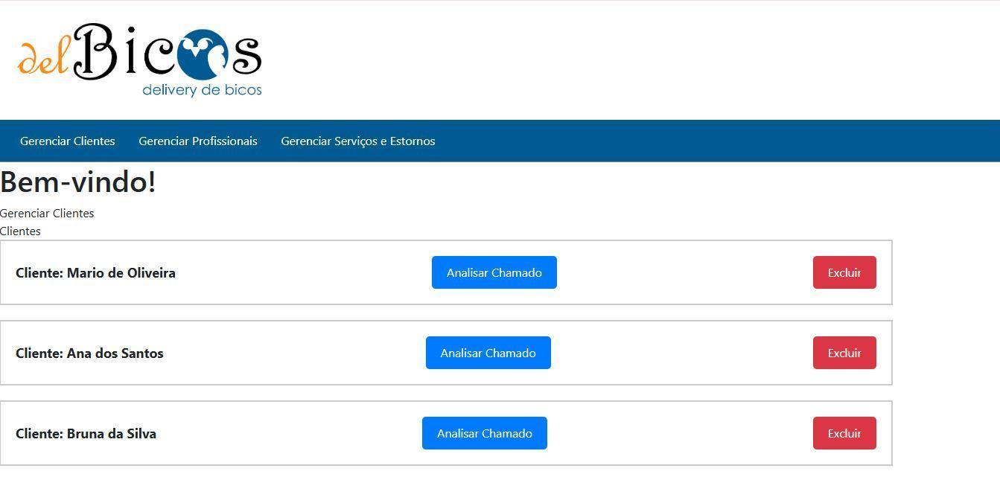 delBicos
delivery de bicos
Gerenciar Clientes Gerenciar Profissionais Gerenciar Serviços e Estornos
Bem-vindo!
Gerenciar Clientes
Clientes
Cliente: Mario de Oliveira Analisar Chamado Excluir
Cliente: Ana dos Santos Analisar Chamado Excluir
Cliente: Bruna da Silva Analisar Chamado Excluir